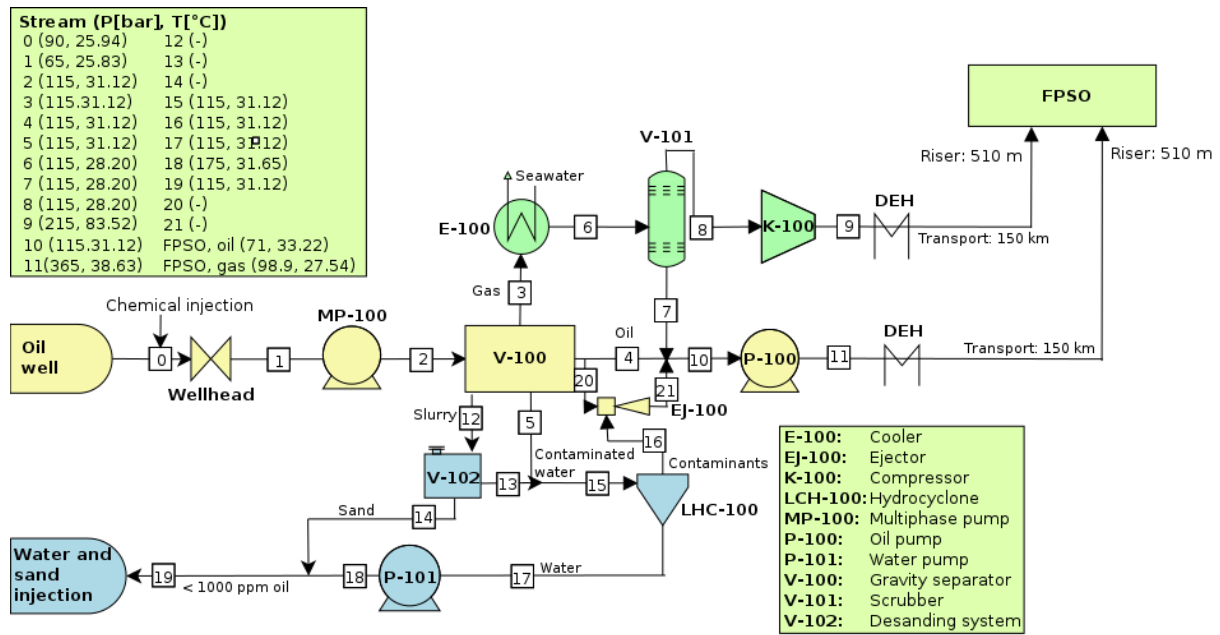 Stream (P[bar], T[°C])
0 (90, 25.94) 12 (-)
1 (65, 25.83) 13 (-)
2 (115, 31.12) 14 (-)
3 (115.31.12) 15 (115, 31.12)
4 (115, 31.12) 16 (115, 31.12)
5 (115, 31.12) 17 (115, 31.12)
6 (115, 28.20) 18 (175, 31.65)
7 (115, 28.20) 19 (115, 31.12)
8 (115, 28.20) 20 (-)
9 (215, 83.52) 21 (-)
10 (115.31.12) FPSO, oil (71, 33.22)
11(365, 38.63) FPSO, gas (98.9, 27.54)
FPSO
V-101
Riser: 510 m
Riser: 510 m
Seawater
E-100
6
8
K-100
9
DEH
Transport: 150 km
Gas
3
7
Chemical injection
MP-100
Oil
well
0
1
2
V-100
Oil
4
10
P-100
11
DEH
Transport: 150 km
Wellhead
20
21
EJ-100
Slurry
12
5
16
V-102
13
Contaminated
water
15
Contaminants
LHC-100
Sand
14
Water and
sand
injection
19
< 1000 ppm oil
18
P-101
17
Water
E-100: Cooler
EJ-100: Ejector
K-100: Compressor
LCH-100: Hydrocyclone
MP-100: Multiphase pump
P-100: Oil pump
P-101: Water pump
V-100: Gravity separator
V-101: Scrubber
V-102: Desanding system